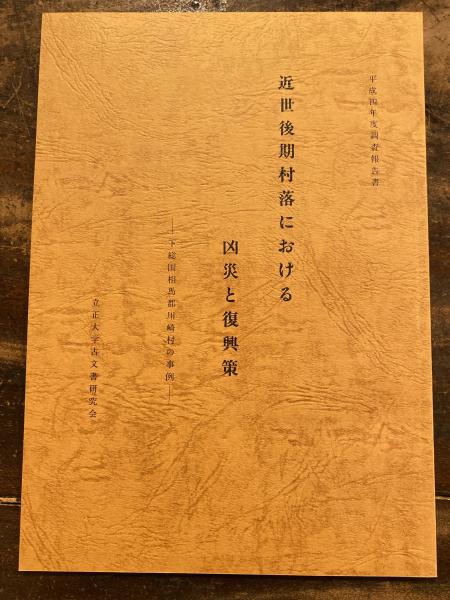 平成四年度調査報告書
近世後期村落における
凶災と復興策
――下総国相馬郡川崎村の事例――
立正大学古文書研究会